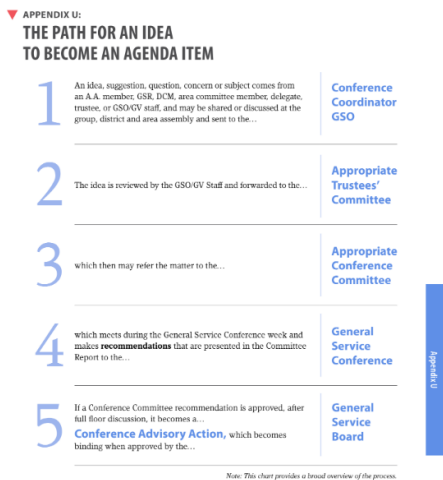 APPENDIX U:
THE PATH FOR AN IDEA
TO BECOME AN AGENDA ITEM
1
An idea, suggestion, question, concern or subject comes from
an A.A. member, GSR, DCM, area committee member, delegate,
trustee, or GSO/GV staff, and may be shared or discussed at the
group, district and area assembly and sent to the…
Conference
Coordinator
GSO
2
The idea is reviewed by the GSO/GV Staff and forwarded to the…
Appropriate
Trustees’
Committee
3
which then may refer the matter to the…
Appropriate
Conference
Committee
4
which meets during the General Service Conference week and
makes recommendations that are presented in the Committee
Report to the…
General
Service
Conference
5
If a Conference Committee recommendation is approved, after
full floor discussion, it becomes a…
Conference Advisory Action, which becomes
binding when approved by the…
General
Service
Board
Appendix U
Note: This chart provides a broad overview of the process.